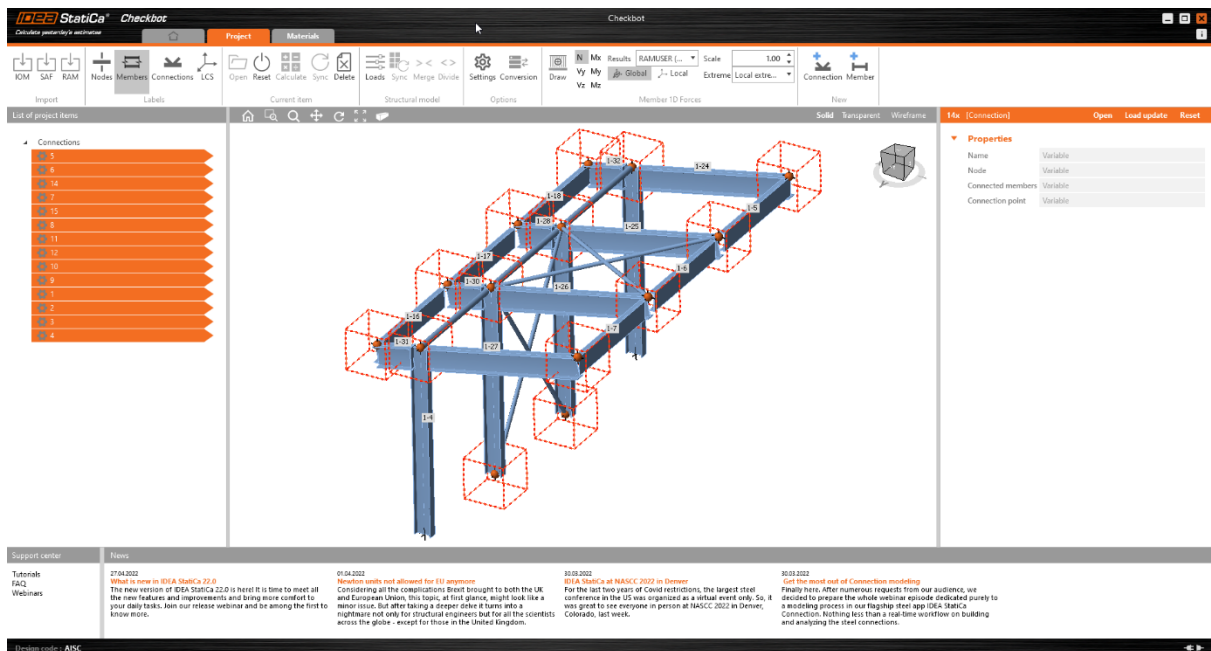 IDEA StatiCa® Checkbot
Calculate yesterday's estimates
Checkbot
Project
Materials
IOM SAF RAM
Import
Nodes Members Connections LCS
Labels
Open Reset Calculate Sync Delete
Current item
Loads Sync Merge Divide
Structural model
Settings Conversion
Options
Draw
N Mx
Vy My
Vz Mz
Results RAMUSER (...
Global Local
Scale 1.00
Extreme Local extre...
Member 1D Forces
Connection Member
New
List of project items
Connections
5
6
14
7
15
8
11
12
10
9
1
2
3
4
Solid Transparent Wireframe
1-32
1-24
1-18
1-5
1-28
1-25
1-17
1-6
1-30
1-26
1-16
1-7
1-31
1-27
1-4
14x [Connection] Open Load update Reset
Properties
Name Variable
Node Variable
Connected members Variable
Connection point Variable
Support center
Tutorials
FAQ
Webinars
News
27.04.2022
What is new in IDEA StatiCa 22.0
The new version of IDEA StatiCa 22.0 is here! It is time to meet all
the new features and improvements and bring more comfort to
your daily tasks. Join our release webinar and be among the first to
know more.
01.04.2022
Newton units not allowed for EU anymore
Considering all the complications Brexit brought to both the UK
and European Union, this topic, at first glance, might look like a
minor issue. But after taking a deeper delve it turns into a
nightmare not only for structural engineers but for all the scientists
across the globe - except for those in the United Kingdom.
30.03.2022
IDEA StatiCa at NASCC 2022 in Denver
For the last two years of Covid restrictions, the largest steel
conference in the US was organized as a virtual event only. So, it
was great to see everyone in person at NASCC 2022 in Denver,
Colorado, last week.
30.03.2022
Get the most out of Connection modeling
Finally here. After numerous requests from our audience, we
decided to prepare the whole webinar episode dedicated purely to
a modeling process in our flagship steel app IDEA StatiCa
Connection. Nothing less than a real-time workflow on building
and analyzing the steel connections.
Design code : AISC